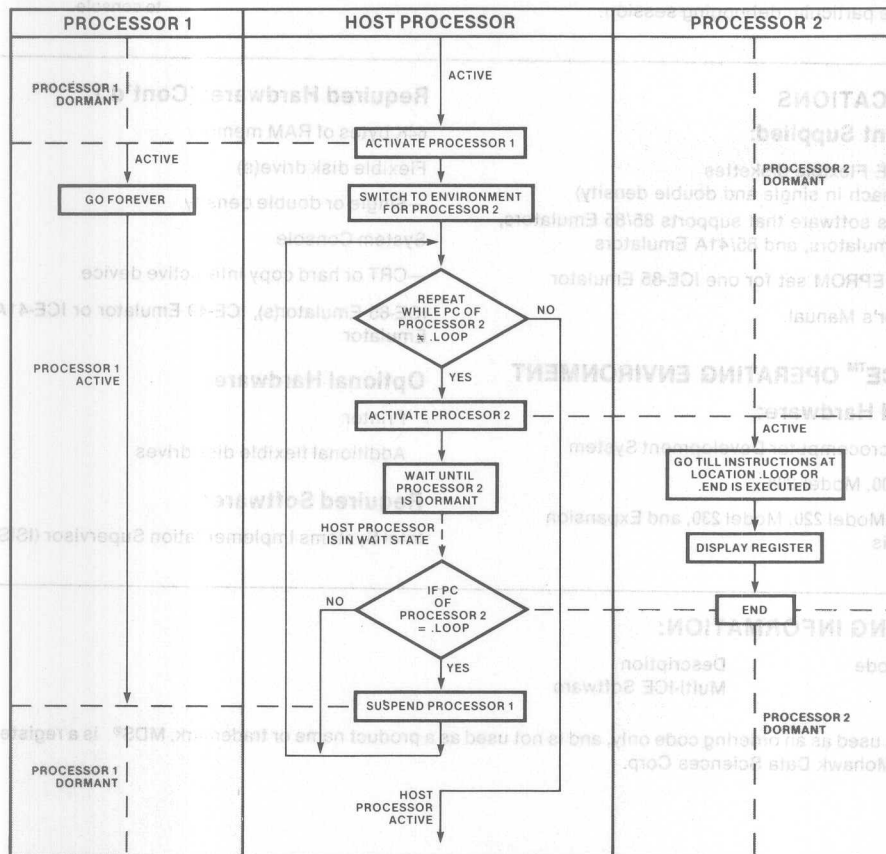 PROCESSOR 1
HOST PROCESSOR
PROCESSOR 2
ACTIVE
PROCESSOR 1
DORMANT
ACTIVATE PROCESSOR 1
ACTIVE
PROCESSOR 2
DORMANT
GO FOREVER
SWITCH TO ENVIRONMENT
FOR PROCESSOR 2
REPEAT
WHILE PC OF
PROCESSOR 2
≠ .LOOP
NO
YES
PROCESSOR 1
ACTIVE
ACTIVATE PROCESOR 2
ACTIVE
WAIT UNTIL
PROCESSOR 2
IS DORMANT
GO TILL INSTRUCTIONS AT
LOCATION .LOOP OR
.END IS EXECUTED
HOST PROCESSOR
IS IN WAIT STATE
DISPLAY REGISTER
IF PC
OF
PROCESSOR 2
= .LOOP
NO
END
YES
SUSPEND PROCESSOR 1
PROCESSOR 2
DORMANT
PROCESSOR 1
DORMANT
HOST
PROCESSOR
ACTIVE